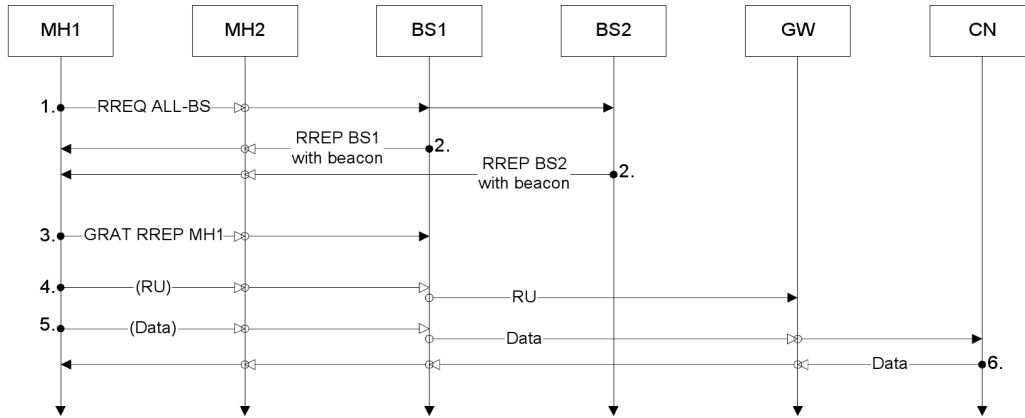 MH1 MH2 BS1 BS2 GW CN
1. RREQ ALL-BS
RREP BS1
with beacon
2.
RREP BS2
with beacon
2.
3. GRAT RREP MH1
4. (RU)
RU
5. (Data)
Data
Data 6.